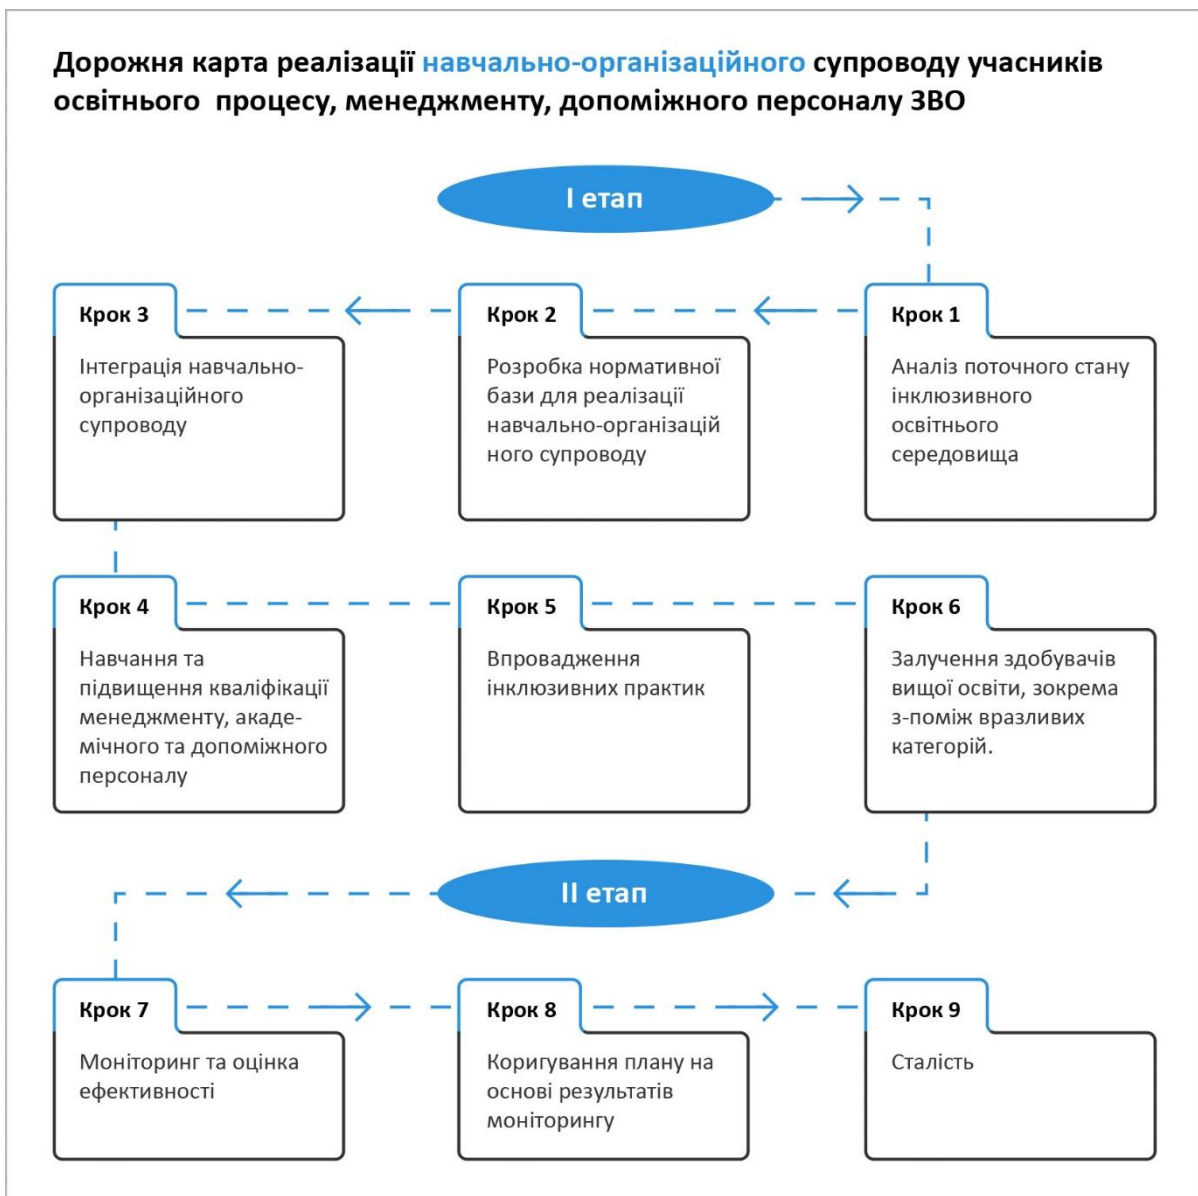 Дорожня карта реалізації навчально-організаційного супроводу учасників
освітнього процесу, менеджменту, допоміжного персоналу ЗВО
І етап
Крок 1
Аналіз поточного стану
інклюзивного
освітнього
середовища
Крок 2
Розробка нормативної
бази для реалізації
навчально-організацій
ного супроводу
Крок 3
Інтеграція навчально-
організаційного
супроводу
Крок 4
Навчання та
підвищення кваліфікації
менеджменту, акаде-
мічного та допоміжного
персоналу
Крок 5
Впровадження
інклюзивних практик
Крок 6
Залучення здобувачів
вищої освіти, зокрема
з-поміж вразливих
категорій.
ІІ етап
Крок 7
Моніторинг та оцінка
ефективності
Крок 8
Коригування плану на
основі результатів
моніторингу
Крок 9
Сталість